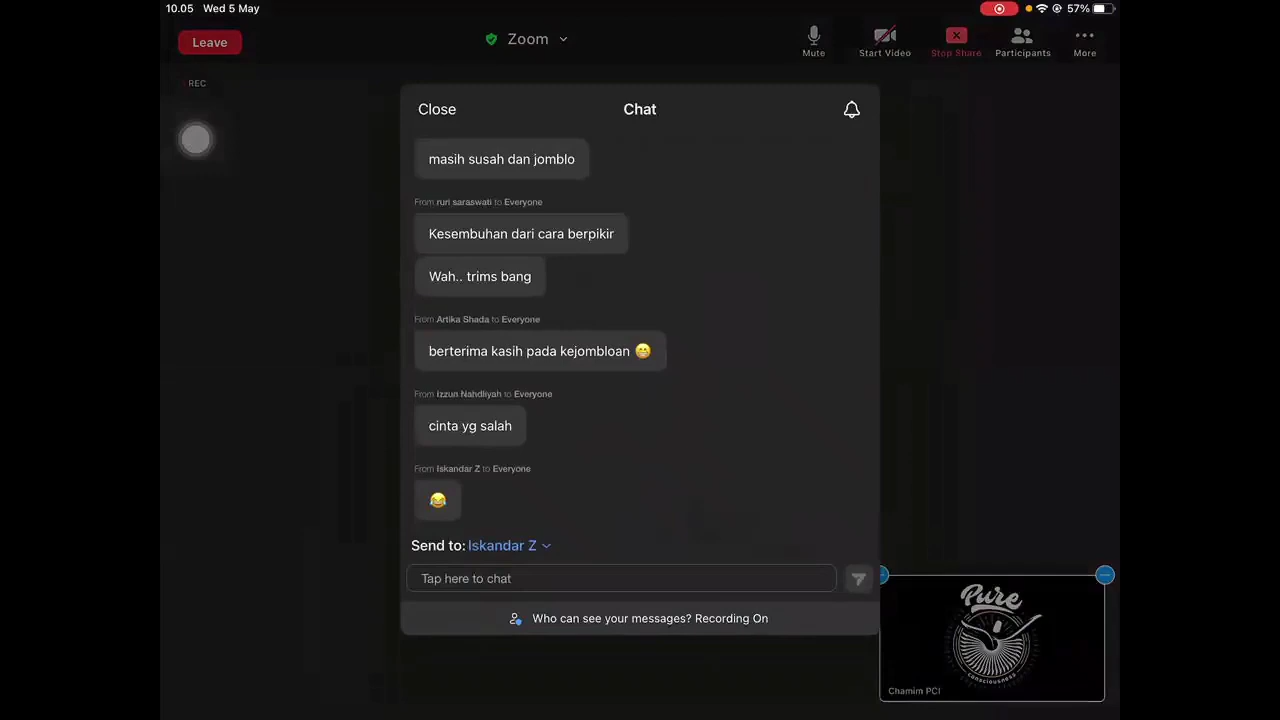 10.05 Wed 5 May
57%
Leave
Zoom
Mute
Start Video
Stop Share
Participants
More
REC
Close
Chat
masih susah dan jomblo
From ruri saraswati to Everyone
Kesembuhan dari cara berpikir
Wah.. trims bang
From Artika Shada to Everyone
berterima kasih pada kejombloan 😁
From Izzun Nahdliyah to Everyone
cinta yg salah
From Iskandar Z to Everyone
😂
Send to: Iskandar Z
Tap here to chat
Who can see your messages? Recording On
Pure
consciousness
Chamim PCI